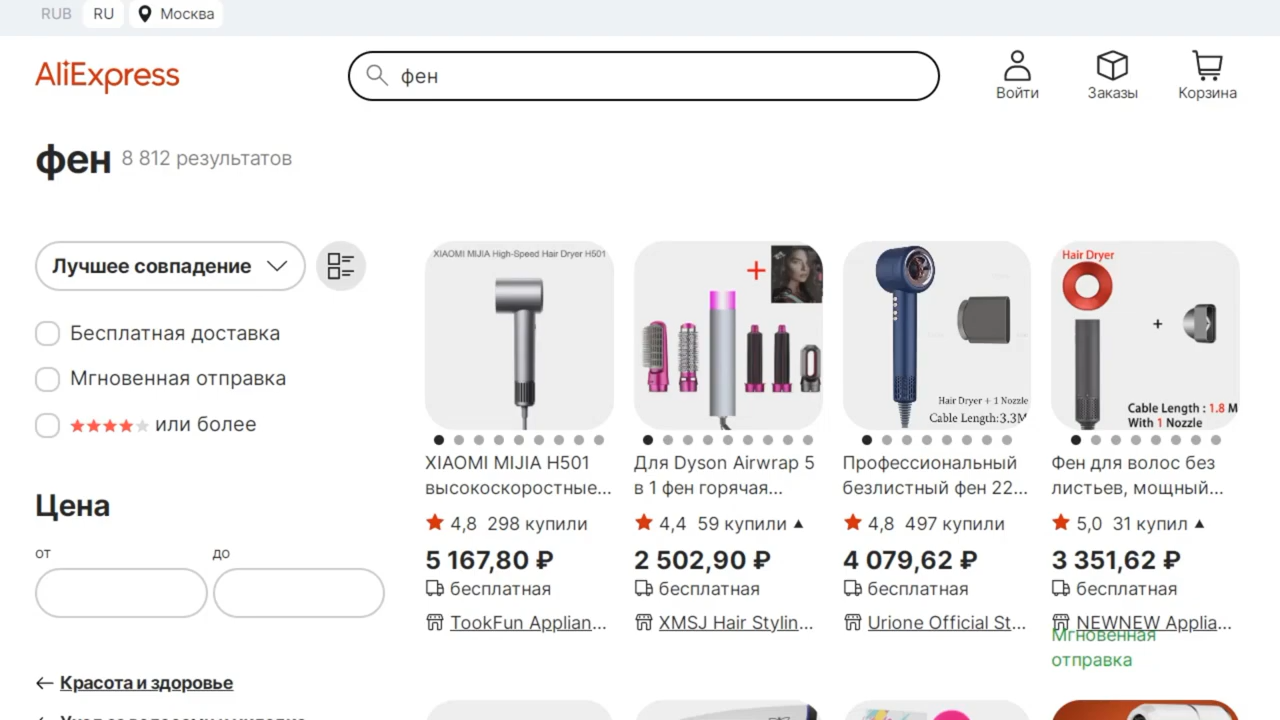 RUB RU Москва
AliExpress
фен
Войти
Заказы
Корзина
фен 8 812 результатов
Лучшее совпадение
Бесплатная доставка
Мгновенная отправка
или более
Цена
от до
Красота и здоровье
XIAOMI MIJIA High-Speed Hair Dryer H501
XIAOMI MIJIA H501
высокоскоростные...
4,8 298 купили
5 167,80 ₽
бесплатная
TookFun Applian...
Для Dyson Airwrap 5
в 1 фен горячая...
4,4 59 купили
2 502,90 ₽
бесплатная
XMSJ Hair Stylin...
Hair Dryer + 1 Nozzle
Cable Length:3.3M
Профессиональный
безлистный фен 22...
4,8 497 купили
4 079,62 ₽
бесплатная
Urione Official St...
Hair Dryer
+
Cable Length : 1.8 M
With 1 Nozzle
Фен для волос без
листьев, мощный...
5,0 31 купил
3 351,62 ₽
бесплатная
NEWNEW Applia...
Мгновенная
отправка